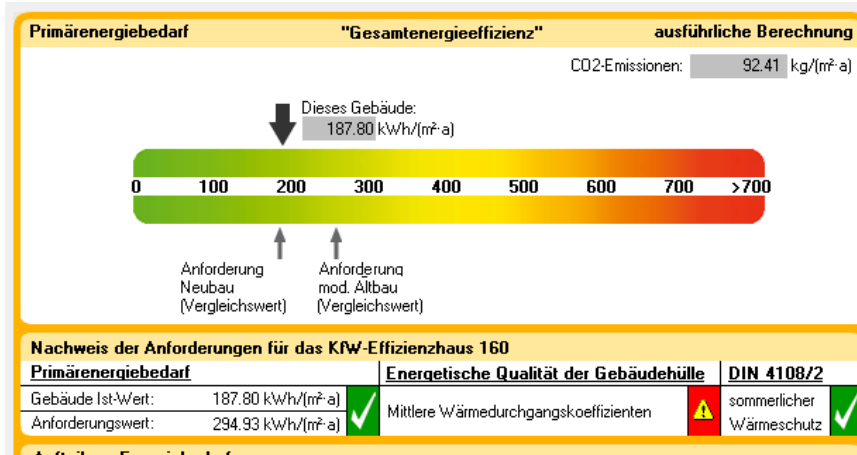 Primärenergiebedarf "Gesamtenergieeffizienz" ausführliche Berechnung
CO2-Emissionen: 92.41 kg/(m²·a)
Dieses Gebäude:
187.80 kWh/(m²·a)
0 100 200 300 400 500 600 700 >700
Anforderung
Neubau
(Vergleichswert)
Anforderung
mod. Altbau
(Vergleichswert)
Nachweis der Anforderungen für das KfW-Effizienzhaus 160
Primärenergiebedarf Energetische Qualität der Gebäudehülle DIN 4108/2
Gebäude Ist-Wert: 187.80 kWh/(m²·a)
Anforderungswert: 294.93 kWh/(m²·a)
Mittlere Wärmedurchgangskoeffizienten
sommerlicher
Wärmeschutz